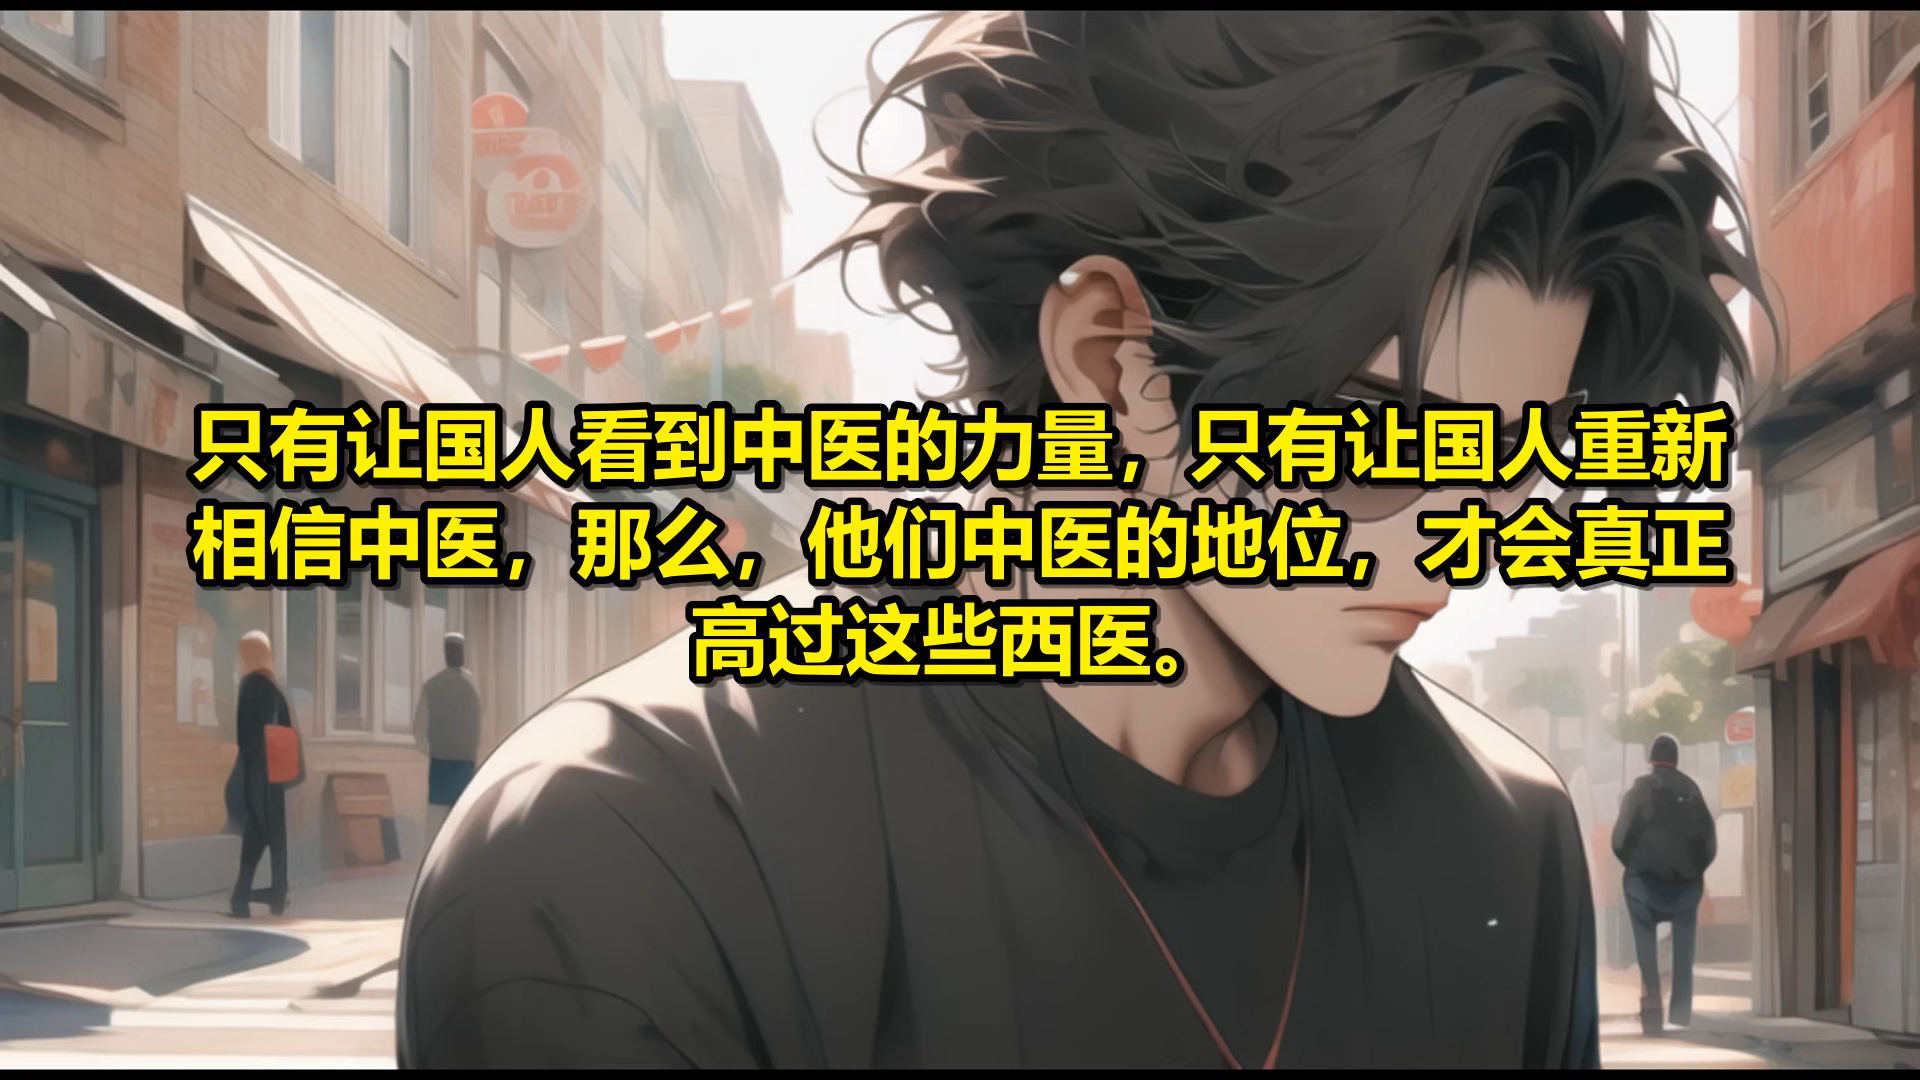 只有让国人看到中医的力量，只有让国人重新
相信中医，那么，他们中医的地位，才会真正
高过这些西医。